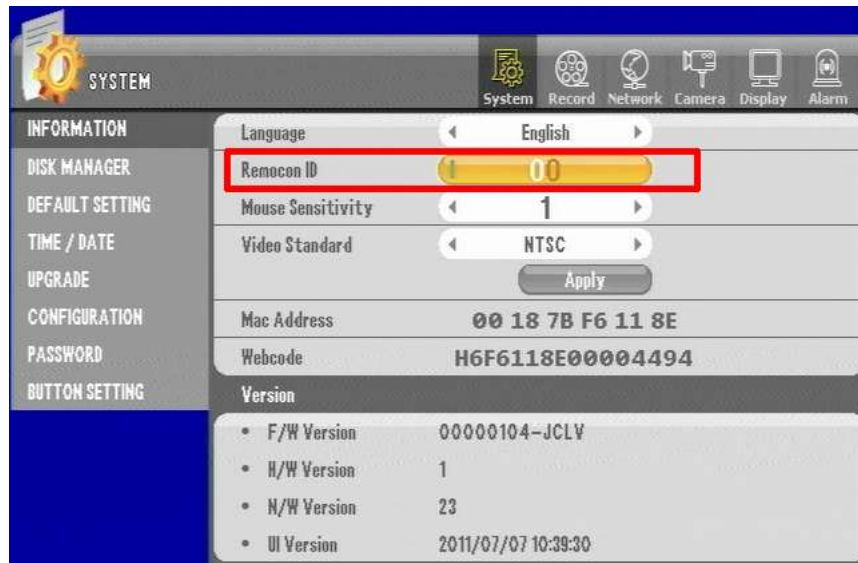 SYSTEM
System Record Network Camera Display Alarm
INFORMATION
DISK MANAGER
DEFAULT SETTING
TIME / DATE
UPGRADE
CONFIGURATION
PASSWORD
BUTTON SETTING
Language English
Remocon ID 00
Mouse Sensitivity 1
Video Standard NTSC
Apply
Mac Address 00 18 7B F6 11 8E
Webcode H6F6118E00004494
Version
• F/W Version 00000104-JCLV
• H/W Version 1
• N/W Version 23
• UI Version 2011/07/07 10:39:30